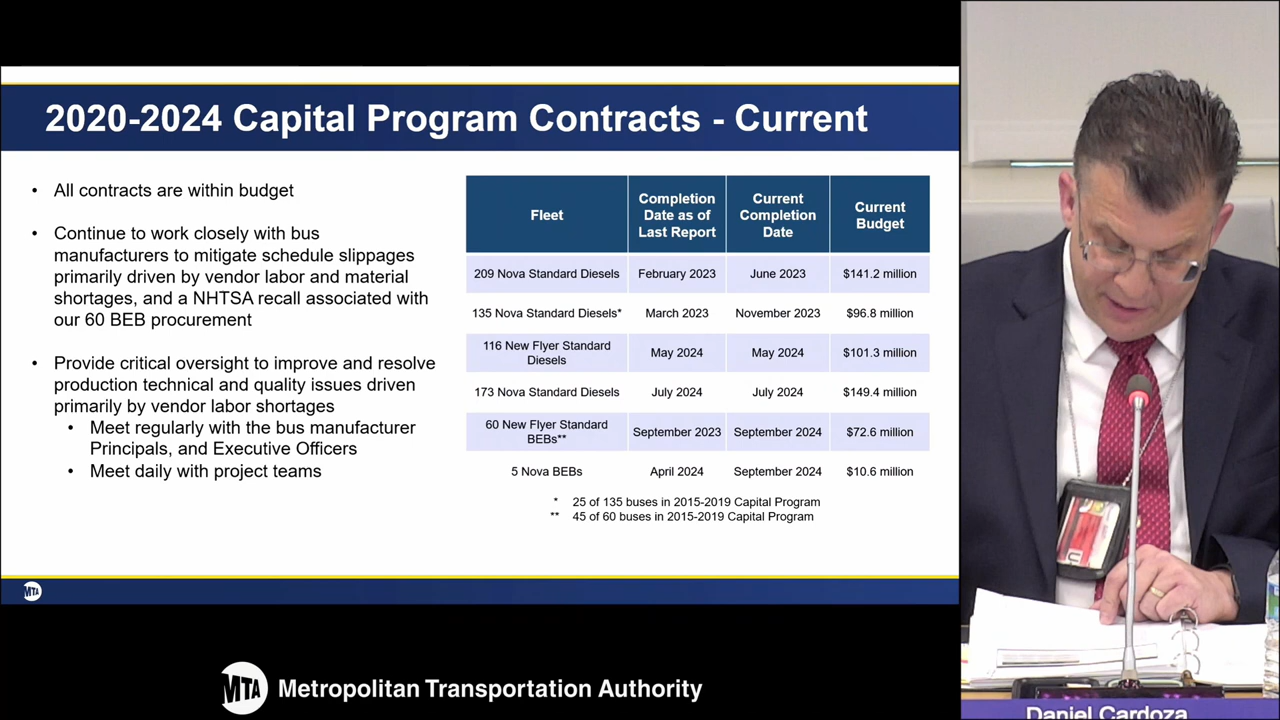 2020-2024 Capital Program Contracts - Current
• All contracts are within budget
• Continue to work closely with bus
manufacturers to mitigate schedule slippages
primarily driven by vendor labor and material
shortages, and a NHTSA recall associated with
our 60 BEB procurement
• Provide critical oversight to improve and resolve
production technical and quality issues driven
primarily by vendor labor shortages
• Meet regularly with the bus manufacturer
Principals, and Executive Officers
• Meet daily with project teams
Fleet
Completion
Date as of
Last Report
Current
Completion
Date
Current
Budget
209 Nova Standard Diesels February 2023 June 2023 $141.2 million
135 Nova Standard Diesels* March 2023 November 2023 $96.8 million
116 New Flyer Standard
Diesels
May 2024 May 2024 $101.3 million
173 Nova Standard Diesels July 2024 July 2024 $149.4 million
60 New Flyer Standard
BEBs**
September 2023 September 2024 $72.6 million
5 Nova BEBs April 2024 September 2024 $10.6 million
* 25 of 135 buses in 2015-2019 Capital Program
** 45 of 60 buses in 2015-2019 Capital Program
MTA
MTA Metropolitan Transportation Authority
Daniel Cardoza